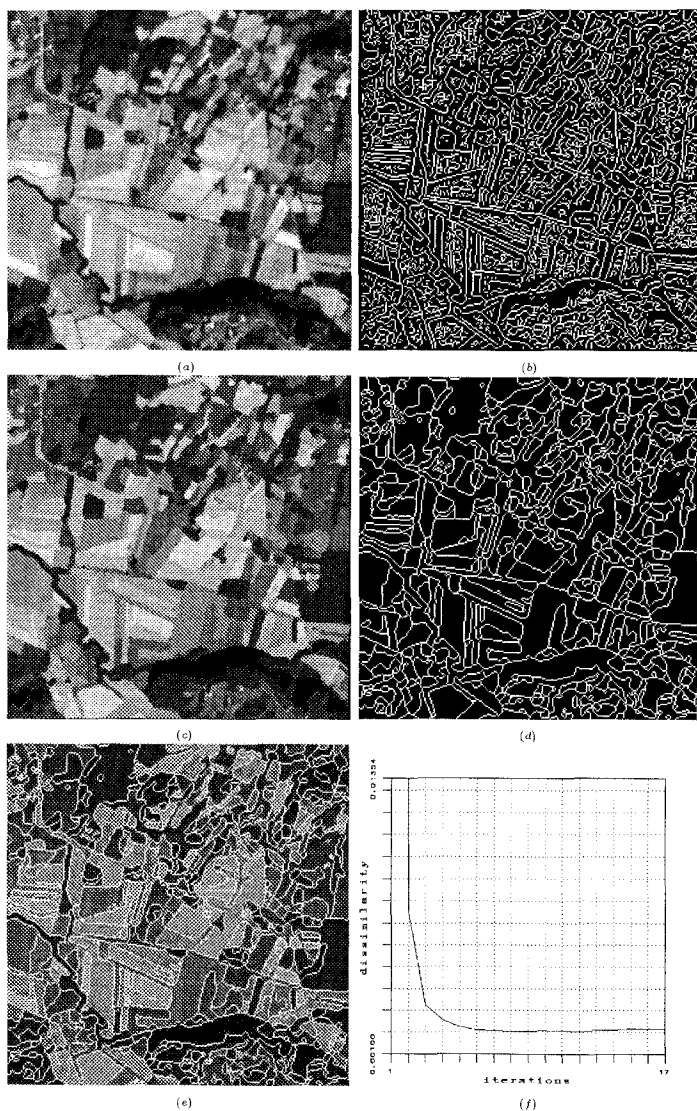 (a)
(b)
(c)
(d)
0.01354
dissimilarity
0.00100
1
17
iterations
(e)
(f)